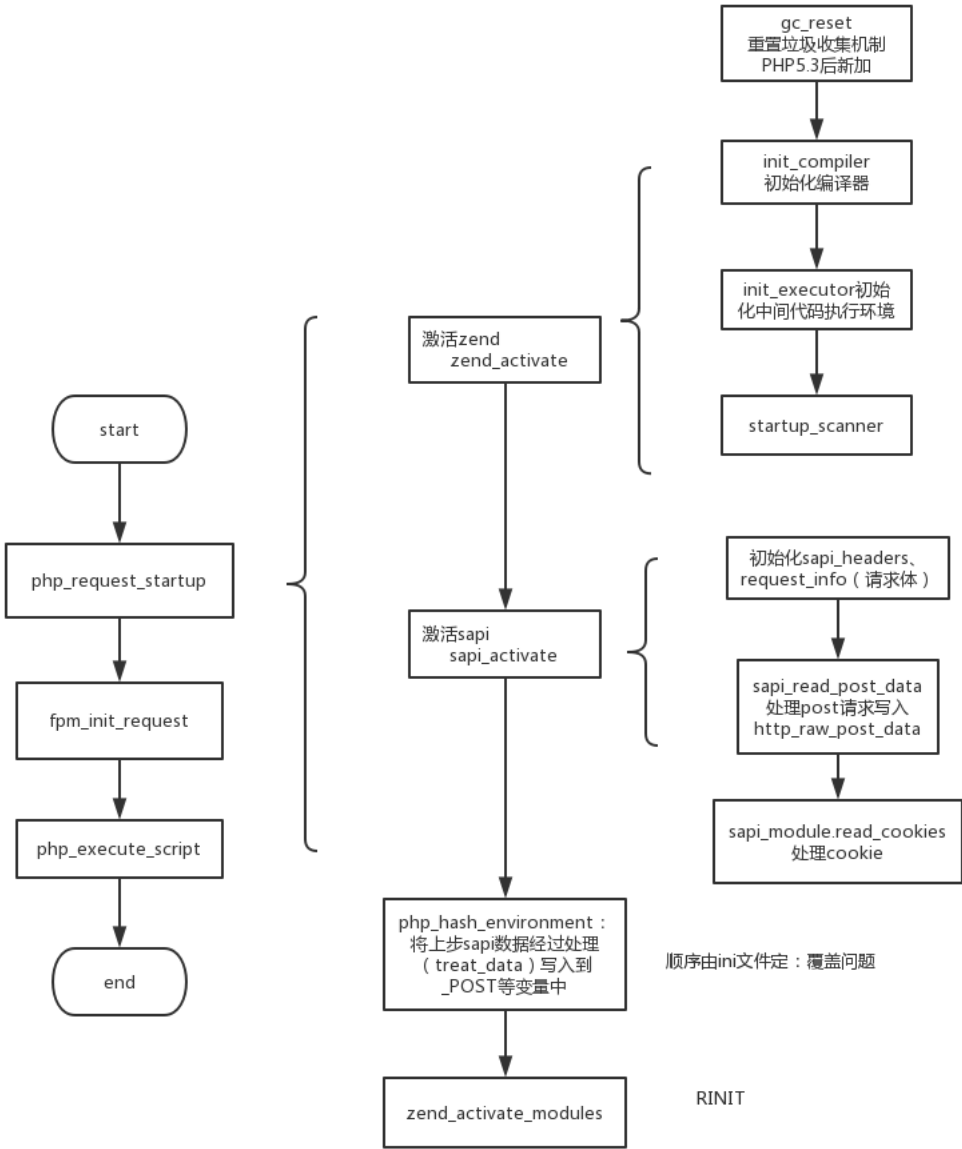 start
php_request_startup
fpm_init_request
php_execute_script
end
激活zend
zend_activate
激活sapi
sapi_activate
php_hash_environment：
将上步sapi数据经过处理
（treat_data）写入到
_POST等变量中
zend_activate_modules
gc_reset
重置垃圾收集机制
PHP5.3后新加
init_compiler
初始化编译器
init_executor初始
化中间代码执行环境
startup_scanner
初始化sapi_headers、
request_info（请求体）
sapi_read_post_data
处理post请求写入
http_raw_post_data
sapi_module.read_cookies
处理cookie
顺序由ini文件定：覆盖问题
RINIT